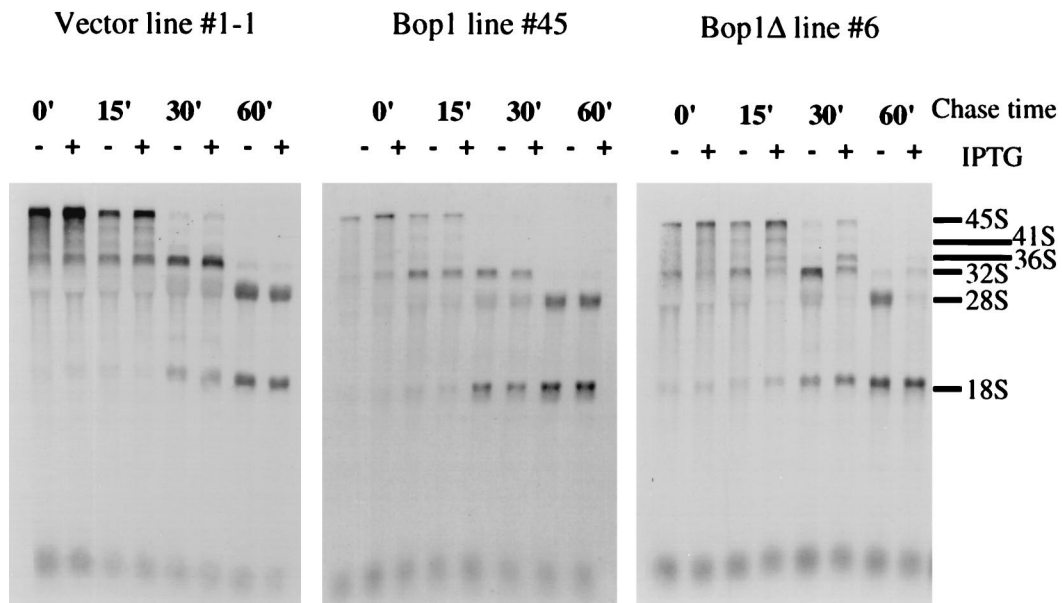 Vector line #1-1 Bop1 line #45 Bop1Δ line #6
0' 15' 30' 60' 0' 15' 30' 60' 0' 15' 30' 60' Chase time
- + - + - + - + - + - + - + - + - + - + - + - + IPTG
45S
41S
36S
32S
28S
18S